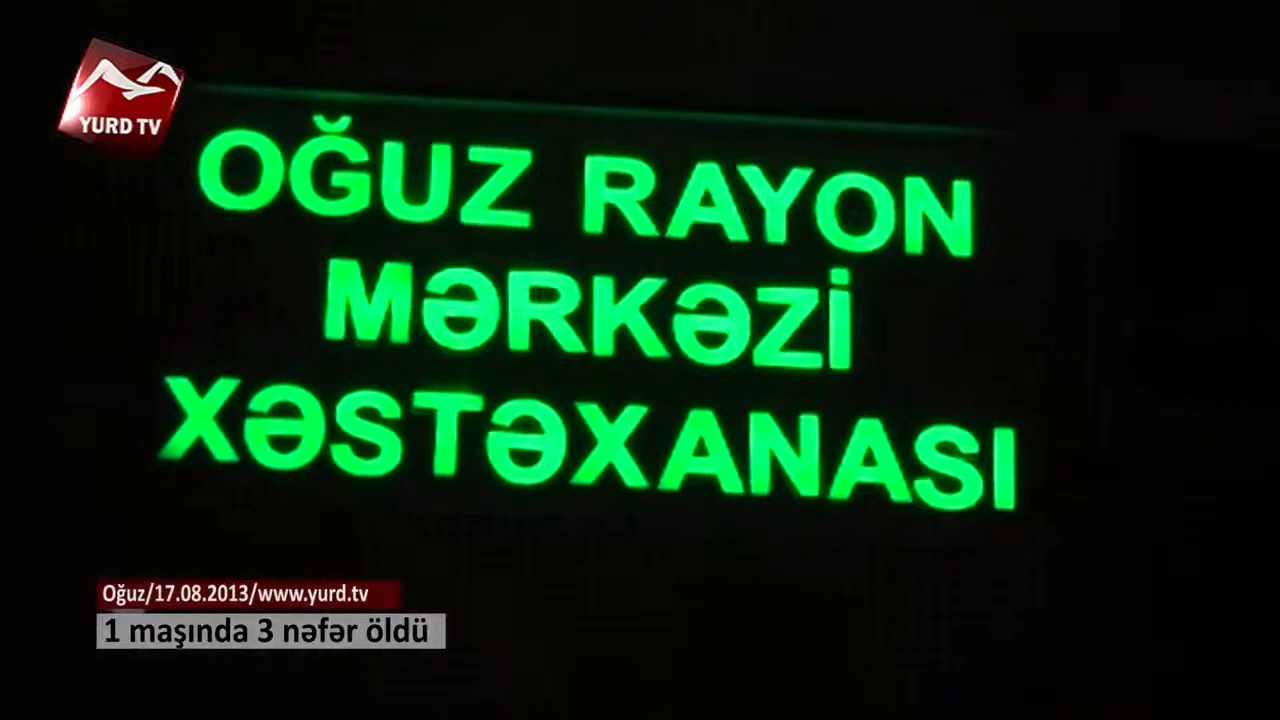 YURD TV
OĞUZ RAYON
MƏRKƏZİ
XƏSTƏXANASI
Oğuz/17.08.2013/www.yurd.tv
1 maşında 3 nəfər öldü